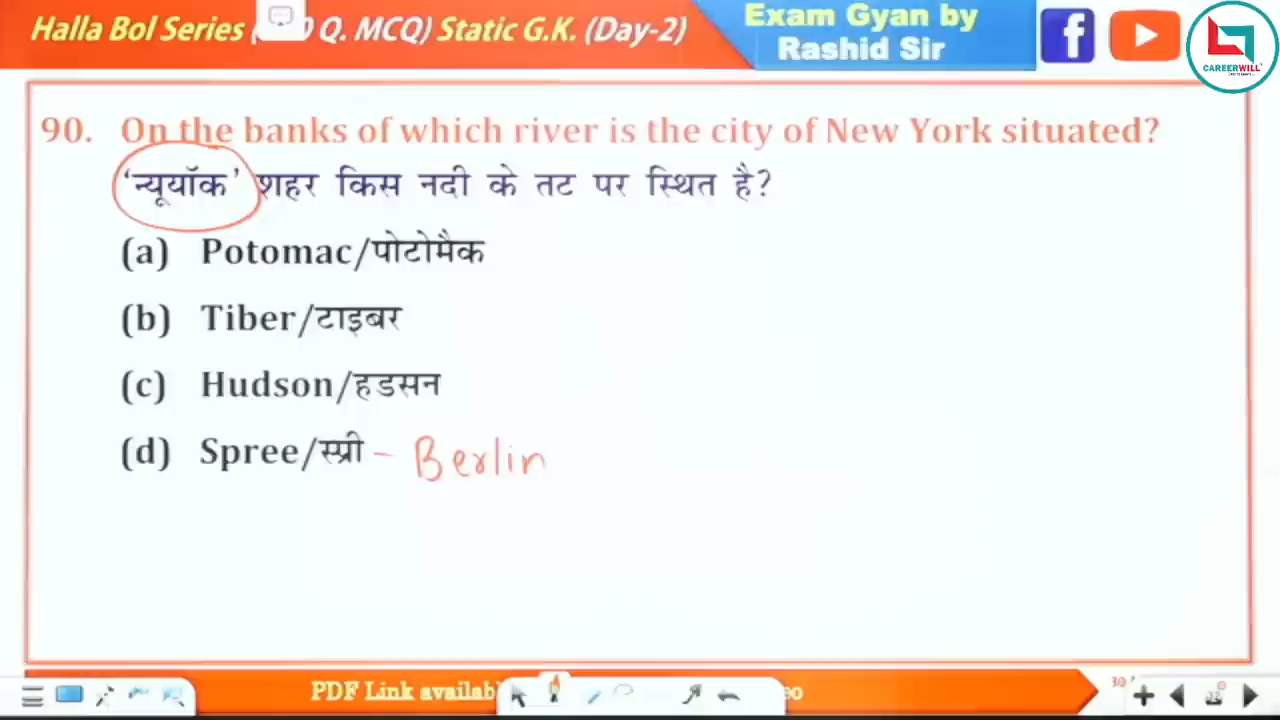 Halla Bol Series 0 Q. MCQ) Static G.K. (Day-2)
Exam Gyan by
Rashid Sir
CAREERWILL
90. On the banks of which river is the city of New York situated?
'न्यूयॉक' शहर किस नदी के तट पर स्थित है?
(a) Potomac/पोटोमैक
(b) Tiber/टाइबर
(c) Hudson/हडसन
(d) Spree/स्प्री - Berlin
PDF Link